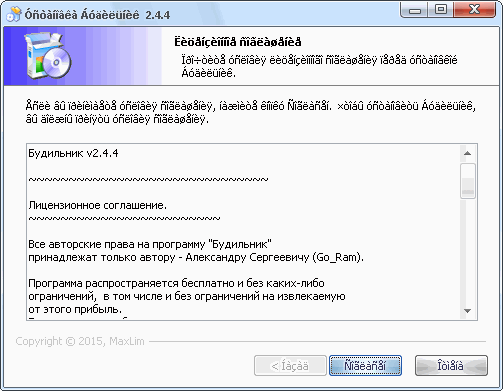 Óñòàíîâêà Áóäèëüíèê 2.4.4
Ëèöåíçèîííîå ñîãëàøåíèå
Ïðî÷òèòå óñëîâèÿ ëèöåíçèîííîãî ñîãëàøåíèÿ ïåðåä óñòàíîâêîé
Áóäèëüíèê.
Åñëè âû ïðèíèìàåòå óñëîâèÿ ñîãëàøåíèÿ, íàæìèòå êíîïêó Ñîãëàñåí. ×òîáû óñòàíîâèòü Áóäèëüíèê,
âû äîëæíû ïðèíÿòü óñëîâèÿ ñîãëàøåíèÿ.
Будильник v2.4.4
~~~~~~~~~~~~~~~~~~~~~~~~~~~~~~
Лицензионное соглашение.
~~~~~~~~~~~~~~~~~~~~~~~~
Все авторские права на программу "Будильник"
принадлежат только автору - Александру Сергеевичу (Go_Ram).
Программа распространяется бесплатно и без каких-либо
ограничений, в том числе и без ограничений на извлекаемую
от этого прибыль.
Copyright © 2015, MaxLim
< Íàçàä
Ñîãëàñåí
Îòìåíà